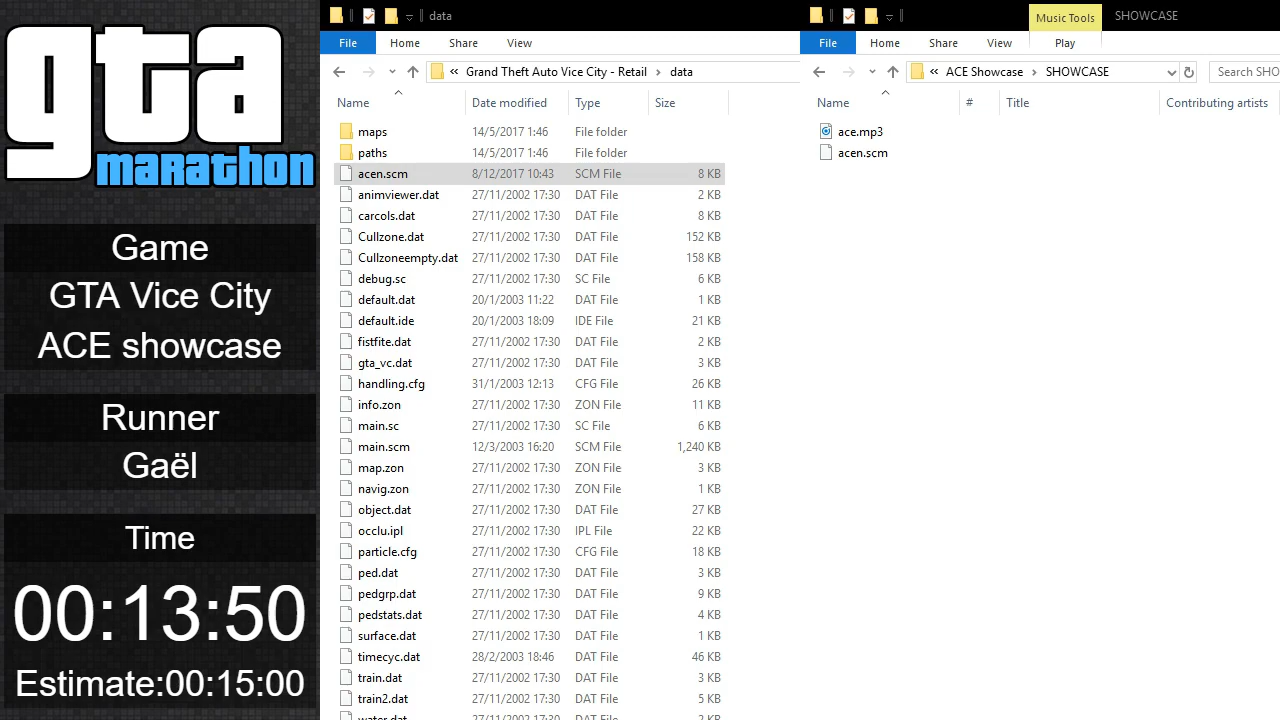 gta
marathon
Game
GTA Vice City
ACE showcase
Runner
Gaël
Time
00:13:50
Estimate:00:15:00
data
File Home Share View
« Grand Theft Auto Vice City - Retail › data
Name Date modified Type Size
maps 14/5/2017 1:46 File folder
paths 14/5/2017 1:46 File folder
acen.scm 8/12/2017 10:43 SCM File 8 KB
animviewer.dat 27/11/2002 17:30 DAT File 2 KB
carcols.dat 27/11/2002 17:30 DAT File 8 KB
Cullzone.dat 27/11/2002 17:30 DAT File 152 KB
Cullzoneempty.dat 27/11/2002 17:30 DAT File 158 KB
debug.sc 27/11/2002 17:30 SC File 6 KB
default.dat 20/1/2003 11:22 DAT File 1 KB
default.ide 20/1/2003 18:09 IDE File 21 KB
fistfite.dat 27/11/2002 17:30 DAT File 2 KB
gta_vc.dat 27/11/2002 17:30 DAT File 3 KB
handling.cfg 31/1/2003 12:13 CFG File 26 KB
info.zon 27/11/2002 17:30 ZON File 11 KB
main.sc 27/11/2002 17:30 SC File 6 KB
main.scm 12/3/2003 16:20 SCM File 1,240 KB
map.zon 27/11/2002 17:30 ZON File 3 KB
navig.zon 27/11/2002 17:30 ZON File 1 KB
object.dat 27/11/2002 17:30 DAT File 27 KB
occlu.ipl 27/11/2002 17:30 IPL File 22 KB
particle.cfg 27/11/2002 17:30 CFG File 18 KB
ped.dat 27/11/2002 17:30 DAT File 3 KB
pedgrp.dat 27/11/2002 17:30 DAT File 9 KB
pedstats.dat 27/11/2002 17:30 DAT File 4 KB
surface.dat 27/11/2002 17:30 DAT File 1 KB
timecyc.dat 28/2/2003 18:46 DAT File 46 KB
train.dat 27/11/2002 17:30 DAT File 3 KB
train2.dat 27/11/2002 17:30 DAT File 5 KB
water.dat 27/11/2002 17:30 DAT File 2 KB
Music Tools SHOWCASE
File Home Share View Play
« ACE Showcase › SHOWCASE Search SHO
Name # Title Contributing artists
ace.mp3
acen.scm